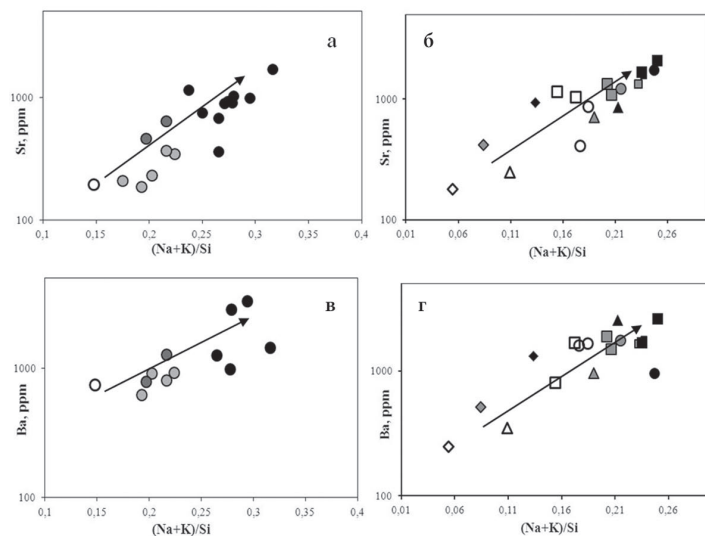 а
1000
Sr, ppm
100
0,1 0,15 0,2 0,25 0,3 0,35 0,4
(Na+K)/Si
б
1000
Sr, ppm
100
0,01 0,06 0,11 0,16 0,21 0,26
(Na+K)/Si
в
1000
Ba, ppm
100
0,1 0,15 0,2 0,25 0,3 0,35 0,4
(Na+K)/Si
г
1000
Ba, ppm
100
0,01 0,06 0,11 0,16 0,21 0,26
(Na+K)/Si